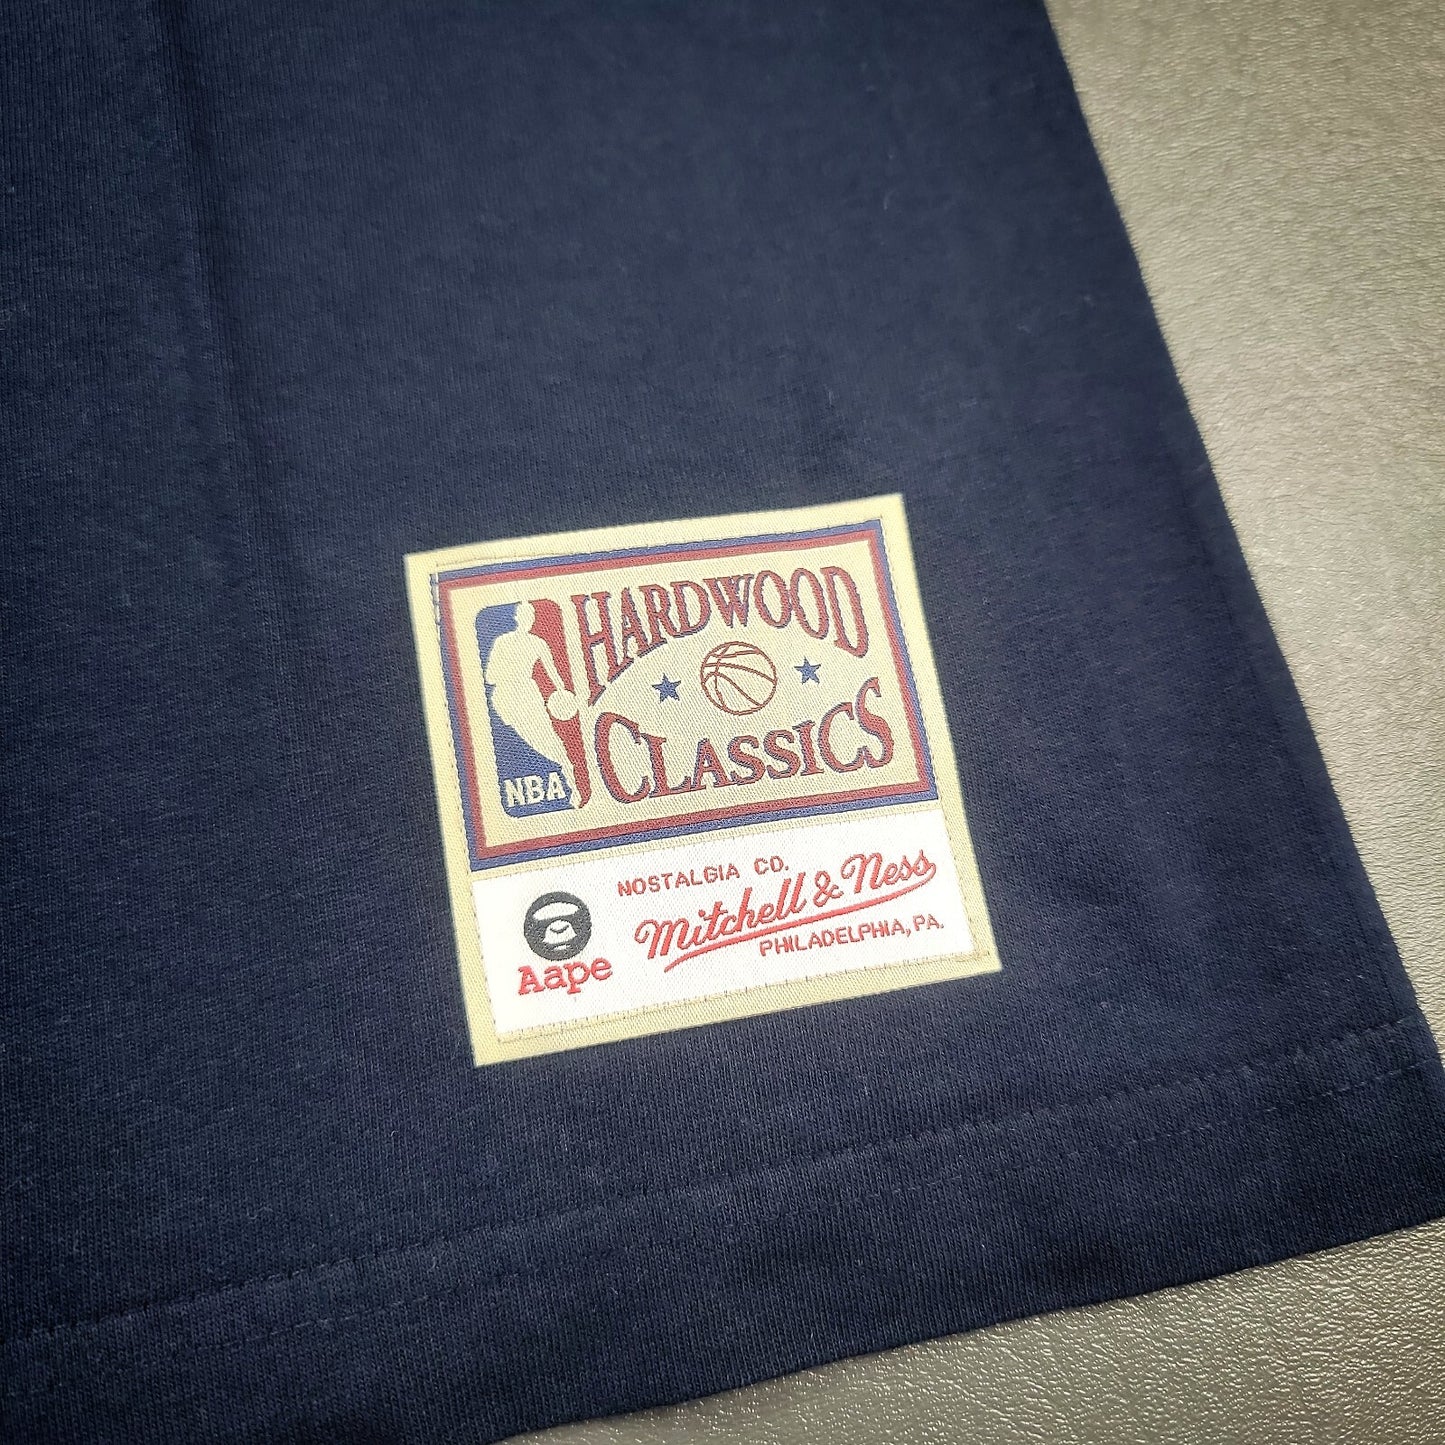 HARDWOOD
CLASSICS
NBA
NOSTALGIA CO.
Mitchell & Ness
PHILADELPHIA, PA.
Aape